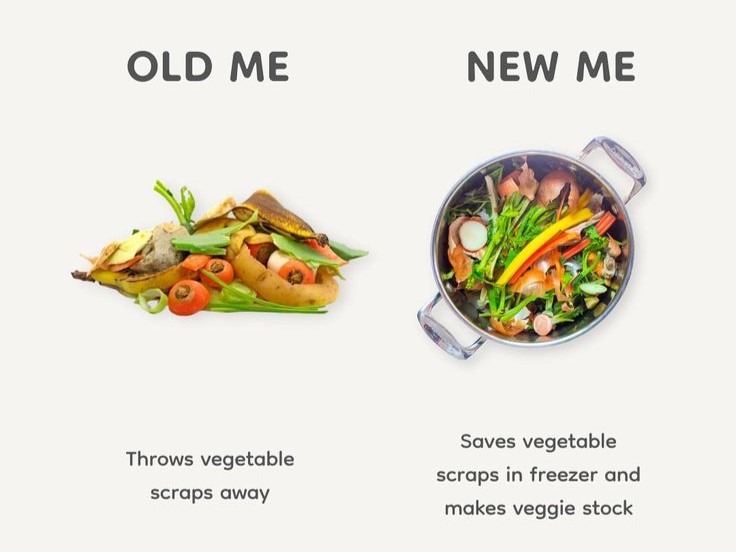 OLD ME
NEW ME
Throws vegetable
scraps away
Saves vegetable
scraps in freezer and
makes veggie stock